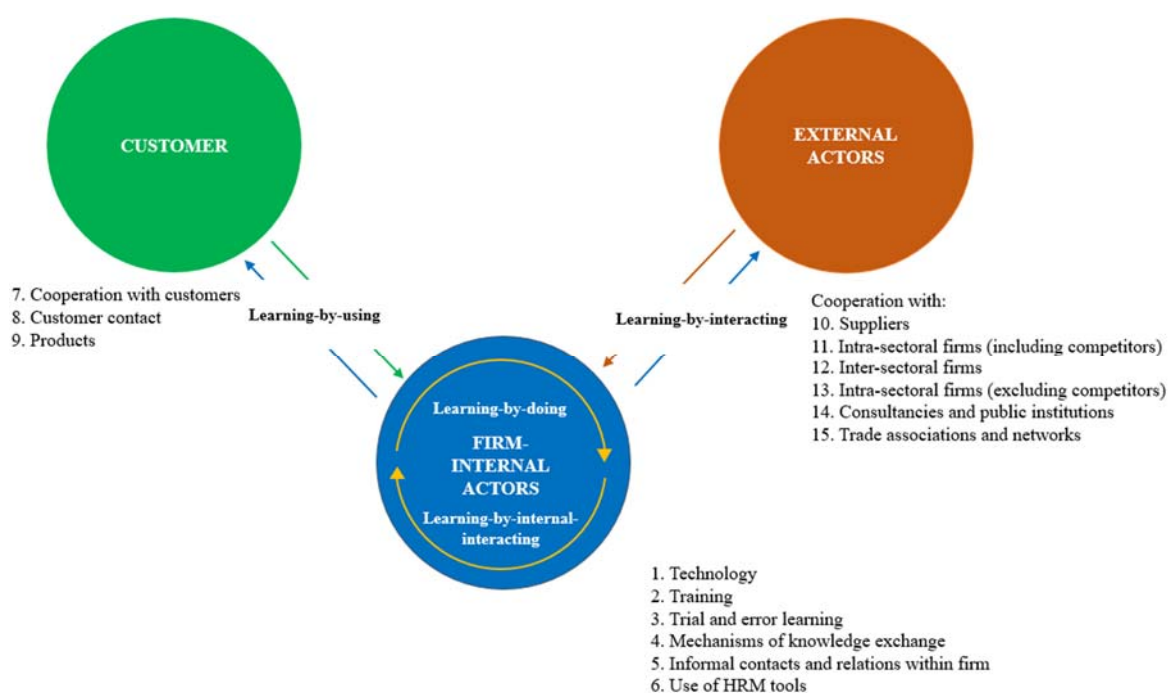 CUSTOMER
EXTERNAL
ACTORS
7. Cooperation with customers
8. Customer contact
9. Products
Learning-by-using
Learning-by-interacting
Cooperation with:
10. Suppliers
11. Intra-sectoral firms (including competitors)
12. Inter-sectoral firms
13. Intra-sectoral firms (excluding competitors)
14. Consultancies and public institutions
15. Trade associations and networks
Learning-by-doing
FIRM-
INTERNAL
ACTORS
Learning-by-internal-
interacting
1. Technology
2. Training
3. Trial and error learning
4. Mechanisms of knowledge exchange
5. Informal contacts and relations within firm
6. Use of HRM tools